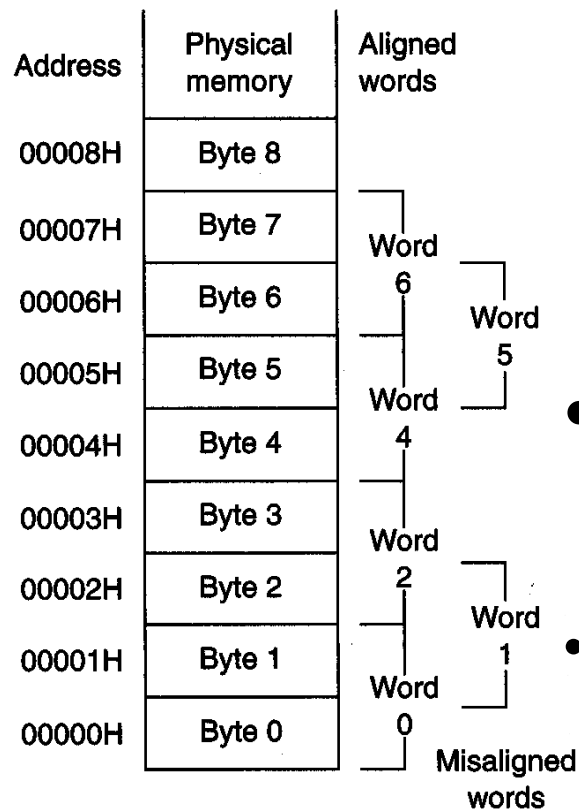 Address
Physical
memory
Aligned
words
00008H
Byte 8
00007H
Byte 7
Word
6
00006H
Byte 6
Word
5
00005H
Byte 5
Word
4
00004H
Byte 4
00003H
Byte 3
Word
2
00002H
Byte 2
Word
1
00001H
Byte 1
Word
0
00000H
Byte 0
Misaligned
words